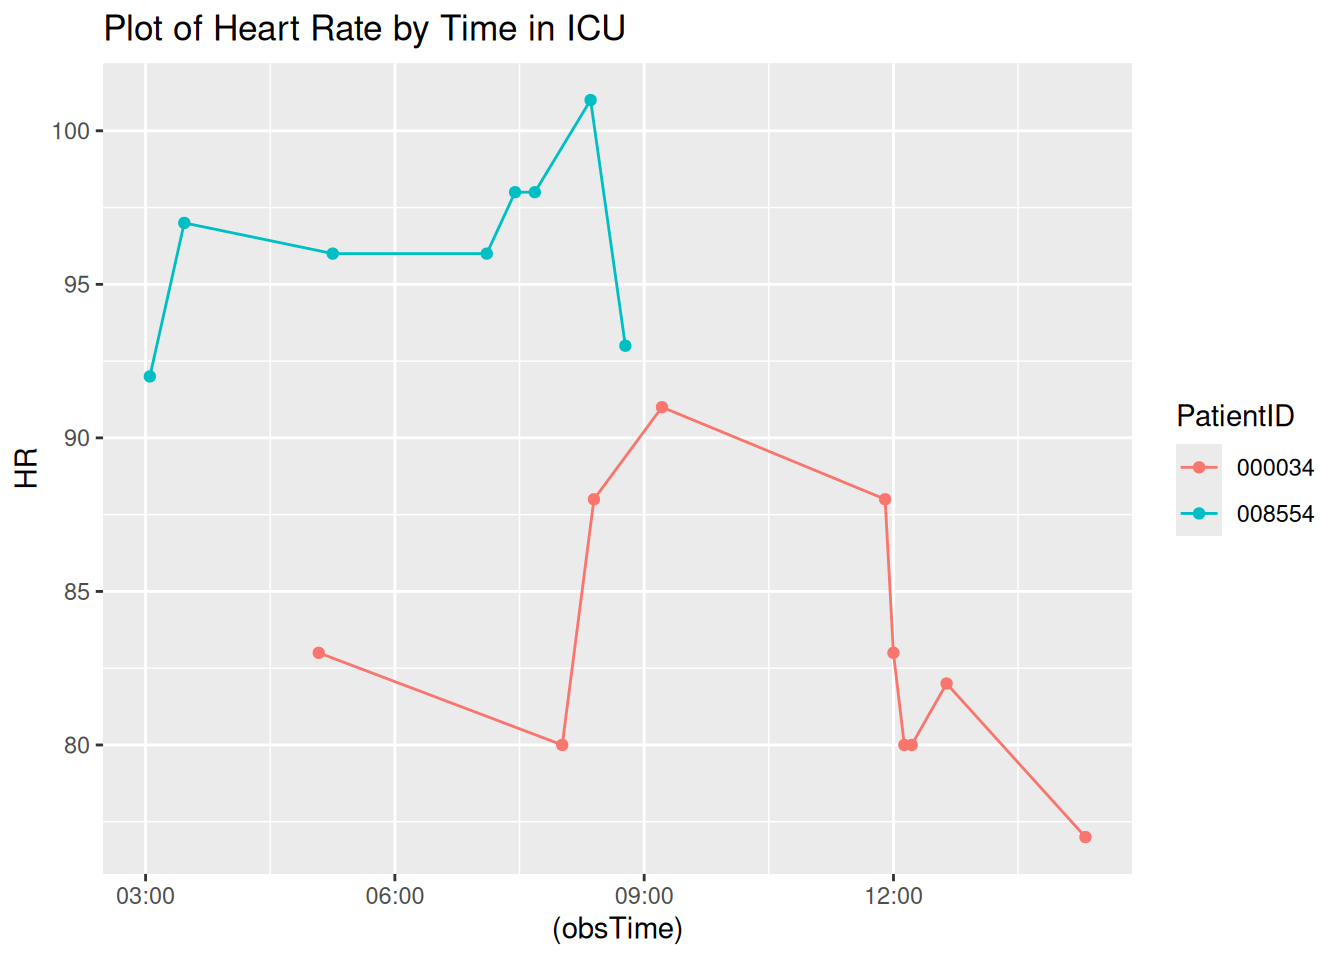 Plot of Heart Rate by Time in ICU
100
95
90
85
80
HR
03:00 06:00 09:00 12:00
(obsTime)
PatientID
000034
008554